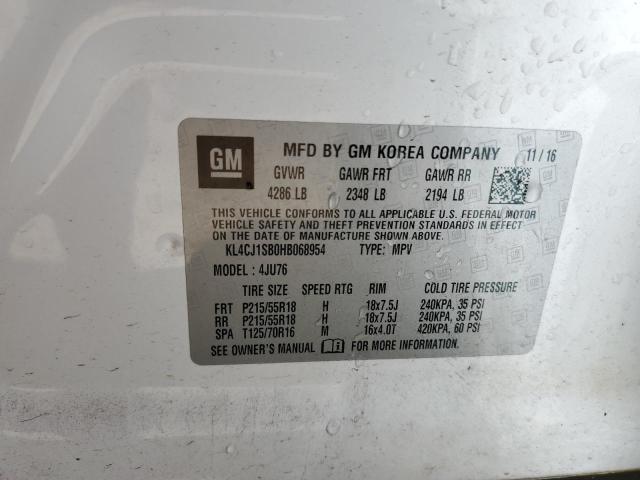 GM MFD BY GM KOREA COMPANY 11/16
GVWR GAWR FRT GAWR RR
4286 LB 2348 LB 2194 LB
THIS VEHICLE CONFORMS TO ALL APPLICABLE U.S. FEDERAL MOTOR
VEHICLE SAFETY AND THEFT PREVENTION STANDARDS IN EFFECT
ON THE DATE OF MANUFACTURE SHOWN ABOVE.
KL4CJ1SB0HB068954 TYPE: MPV
MODEL: 4JU76
TIRE SIZE SPEED RTG RIM COLD TIRE PRESSURE
FRT P215/55R18 H 18x7.5J 240KPA, 35 PSI
RR P215/55R18 H 18x7.5J 240KPA, 35 PSI
SPA T125/70R16 M 16x4.0T 420KPA, 60 PSI
SEE OWNER'S MANUAL FOR MORE INFORMATION.